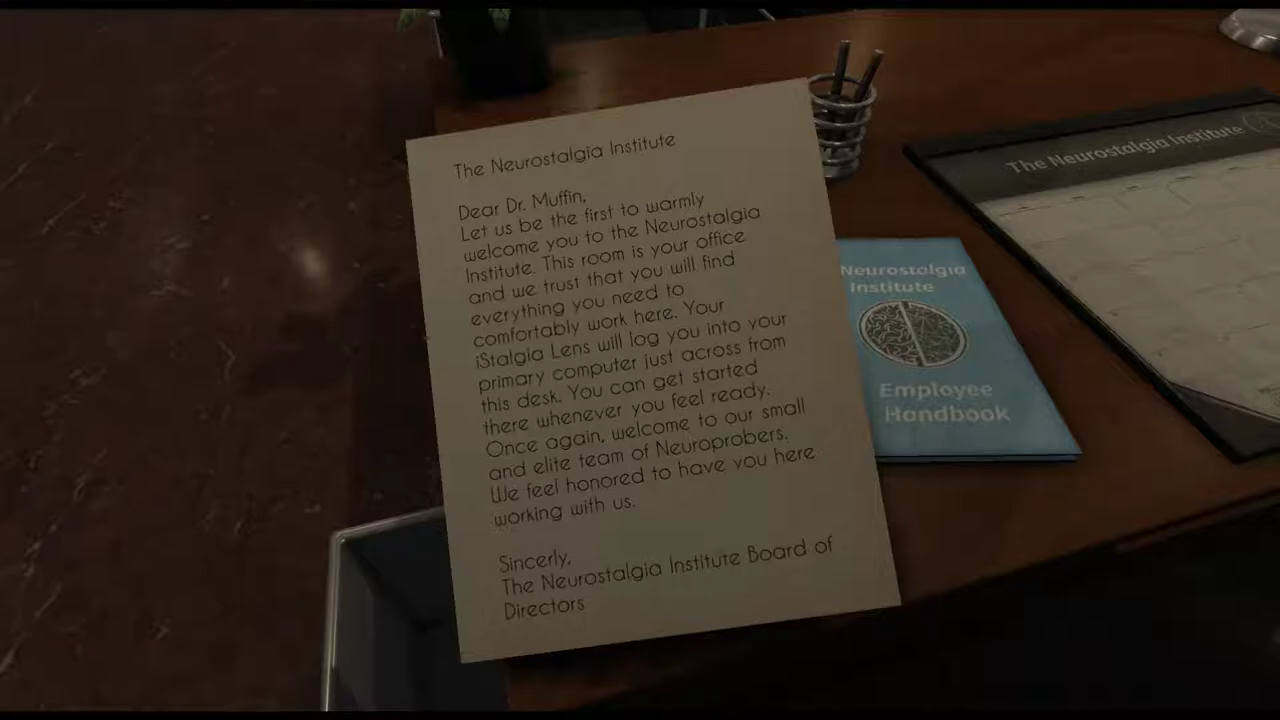 The Neurostalgia Institute
Dear Dr. Muffin,
Let us be the first to warmly
welcome you to the Neurostalgia
Institute. This room is your office
and we trust that you will find
everything you need to
comfortably work here. Your
iStalgia Lens will log you into your
primary computer just across from
this desk. You can get started
there whenever you feel ready.
Once again, welcome to our small
and elite team of Neuroprobers.
We feel honored to have you here
working with us.
Sincerly,
The Neurostalgia Institute Board of
Directors
Neurostalgia
Institute
Employee
Handbook
The Neurostalgia Institute